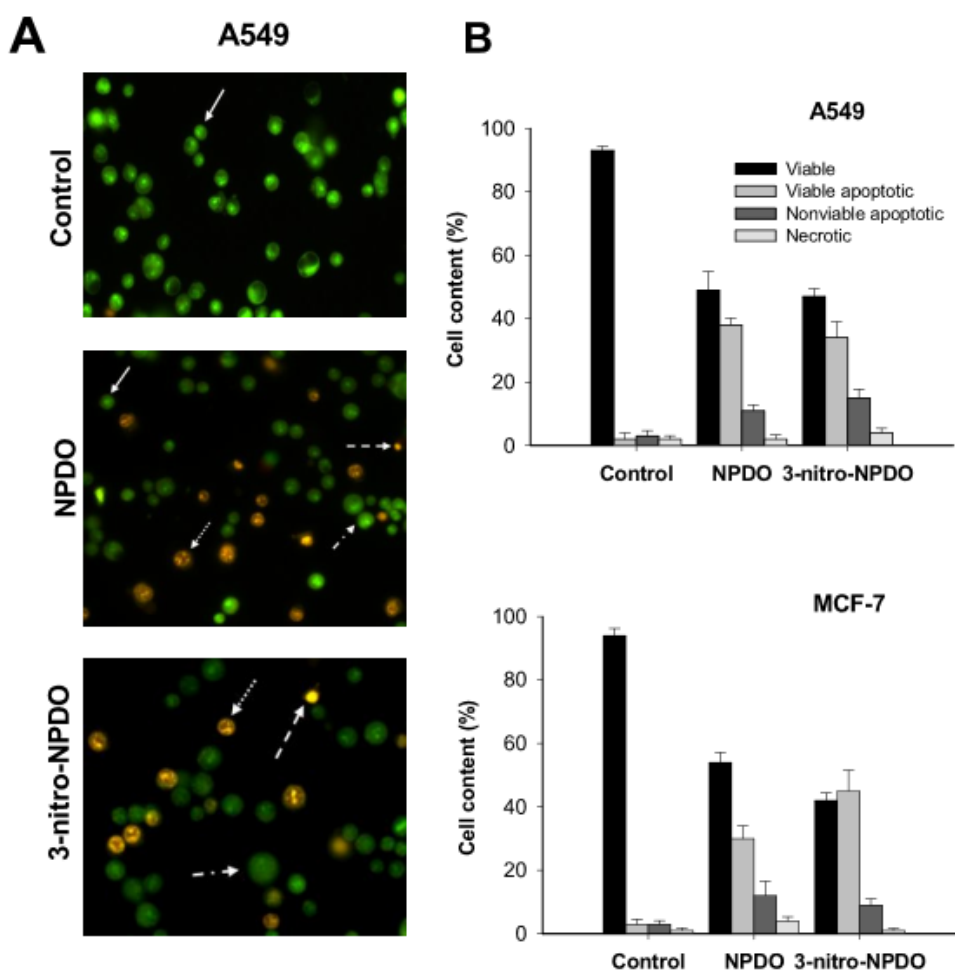 A
A549
Control
NPDO
3-nitro-NPDO
B
A549
Cell content (%)
100
80
60
40
20
0
Viable
Viable apoptotic
Nonviable apoptotic
Necrotic
Control NPDO 3-nitro-NPDO
MCF-7
Cell content (%)
100
80
60
40
20
0
Control NPDO 3-nitro-NPDO